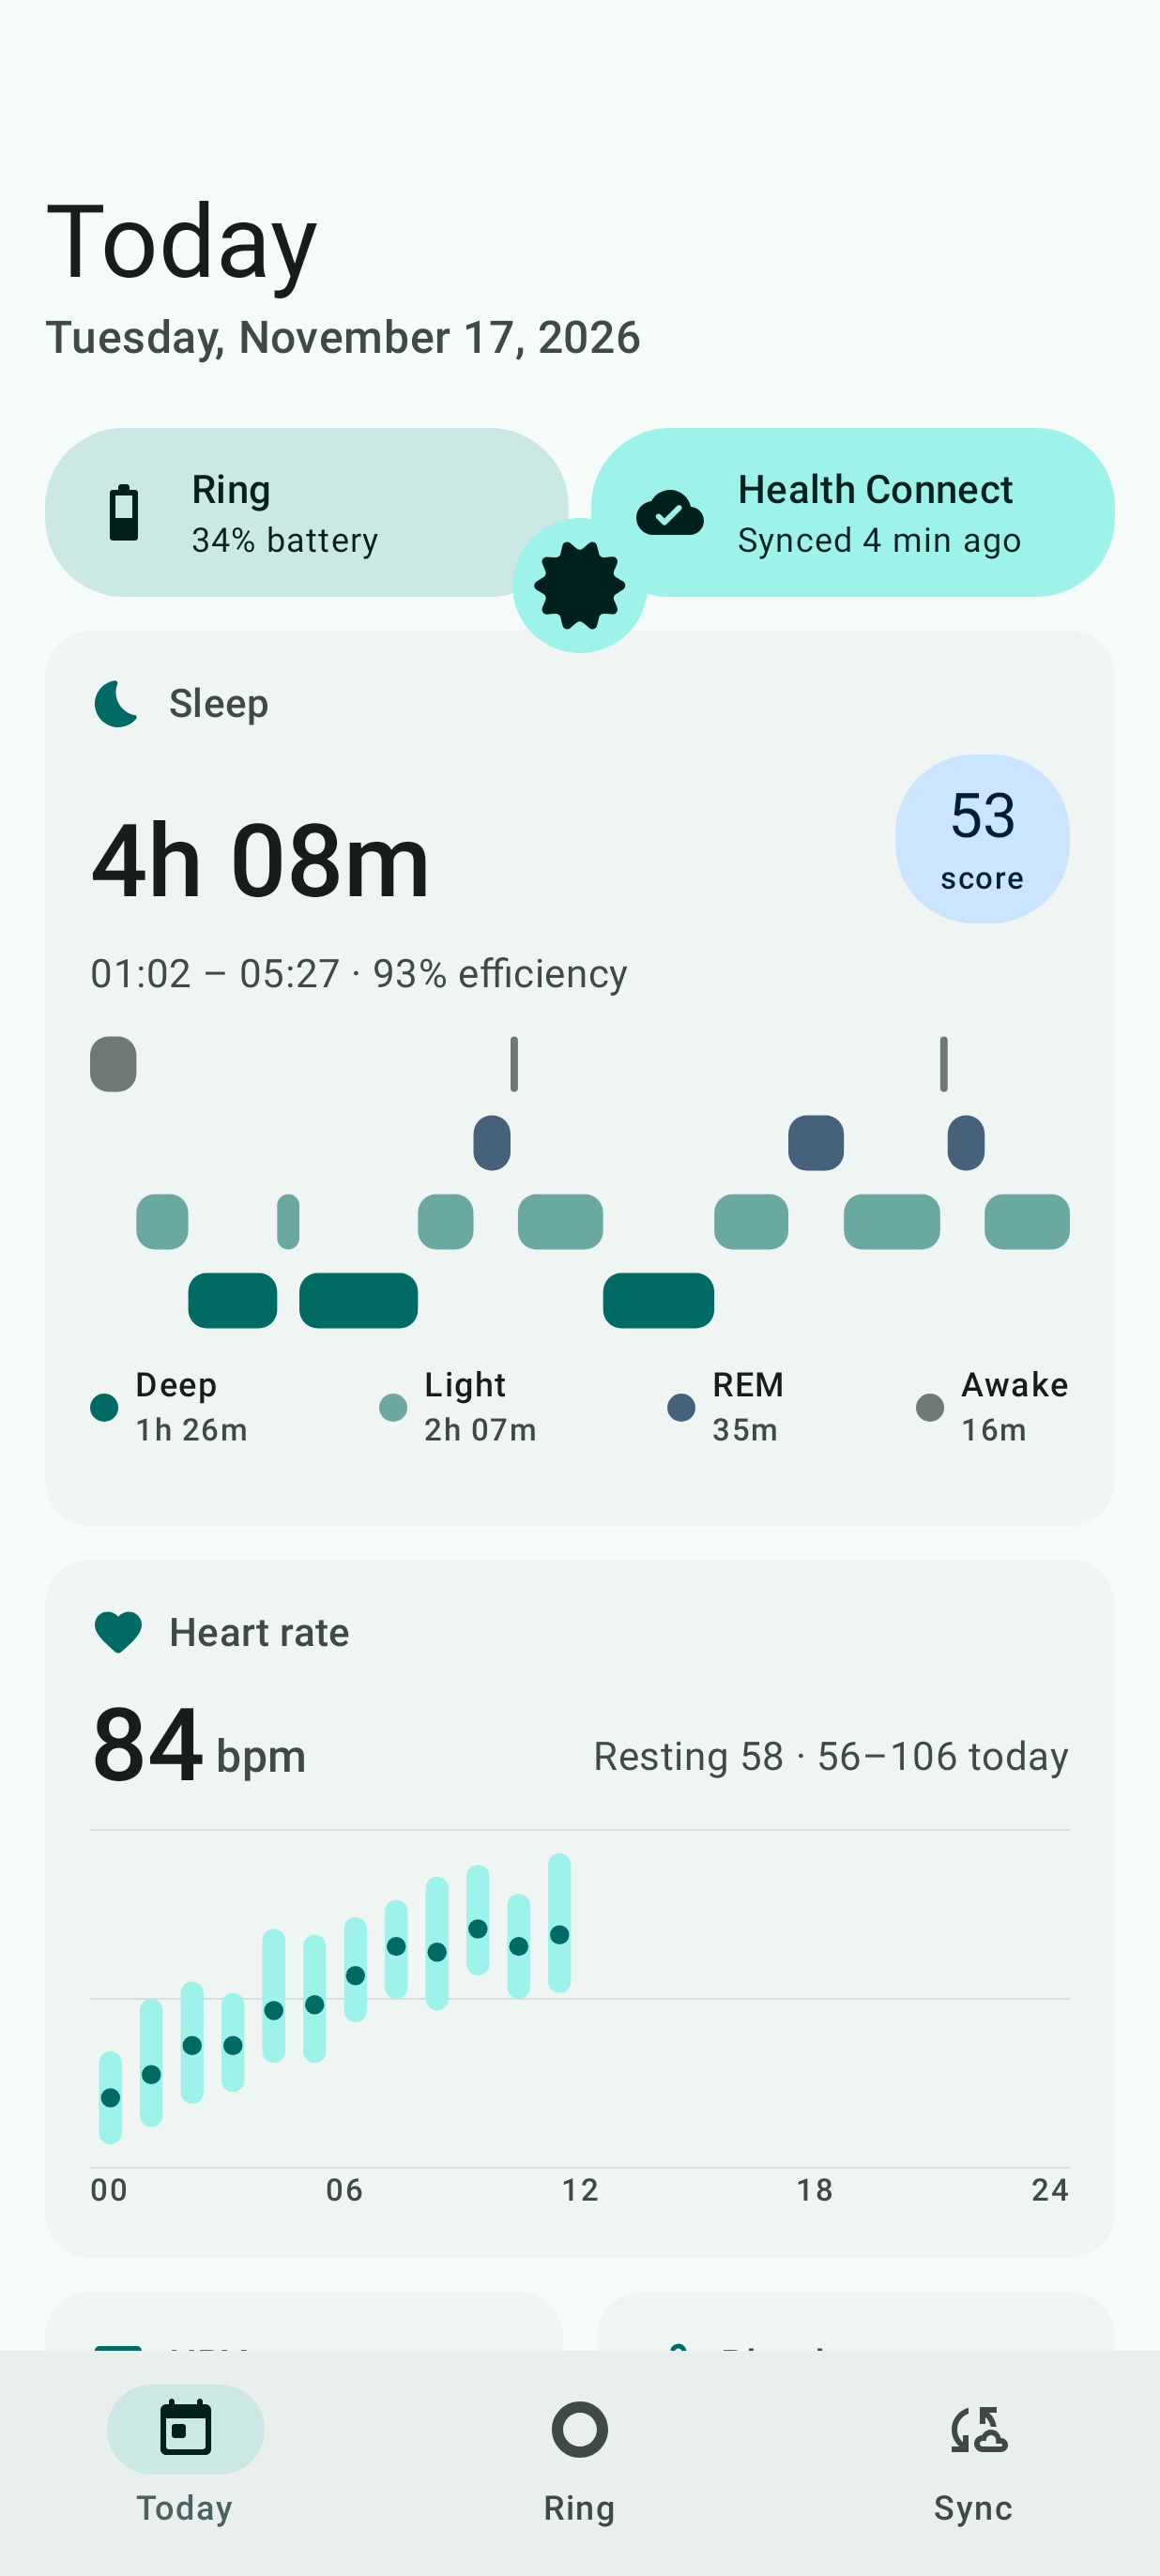 Today
Tuesday, November 17, 2026
Ring
34% battery
Health Connect
Synced 4 min ago
Sleep
4h 08m
53
score
01:02 – 05:27 · 93% efficiency
Deep
1h 26m
Light
2h 07m
REM
35m
Awake
16m
Heart rate
84 bpm
Resting 58 · 56–106 today
00 06 12 18 24
Today
Ring
Sync